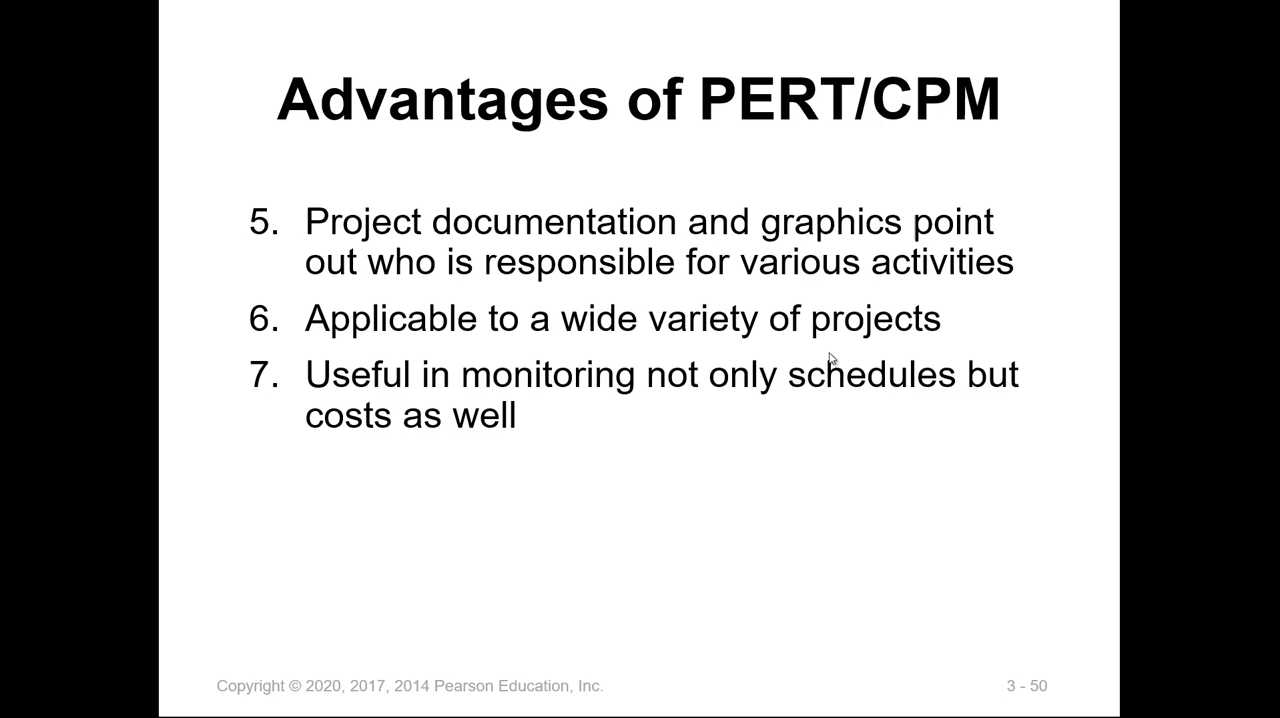 Advantages of PERT/CPM
5. Project documentation and graphics point
out who is responsible for various activities
6. Applicable to a wide variety of projects
7. Useful in monitoring not only schedules but
costs as well
Copyright © 2020, 2017, 2014 Pearson Education, Inc.
3 - 50